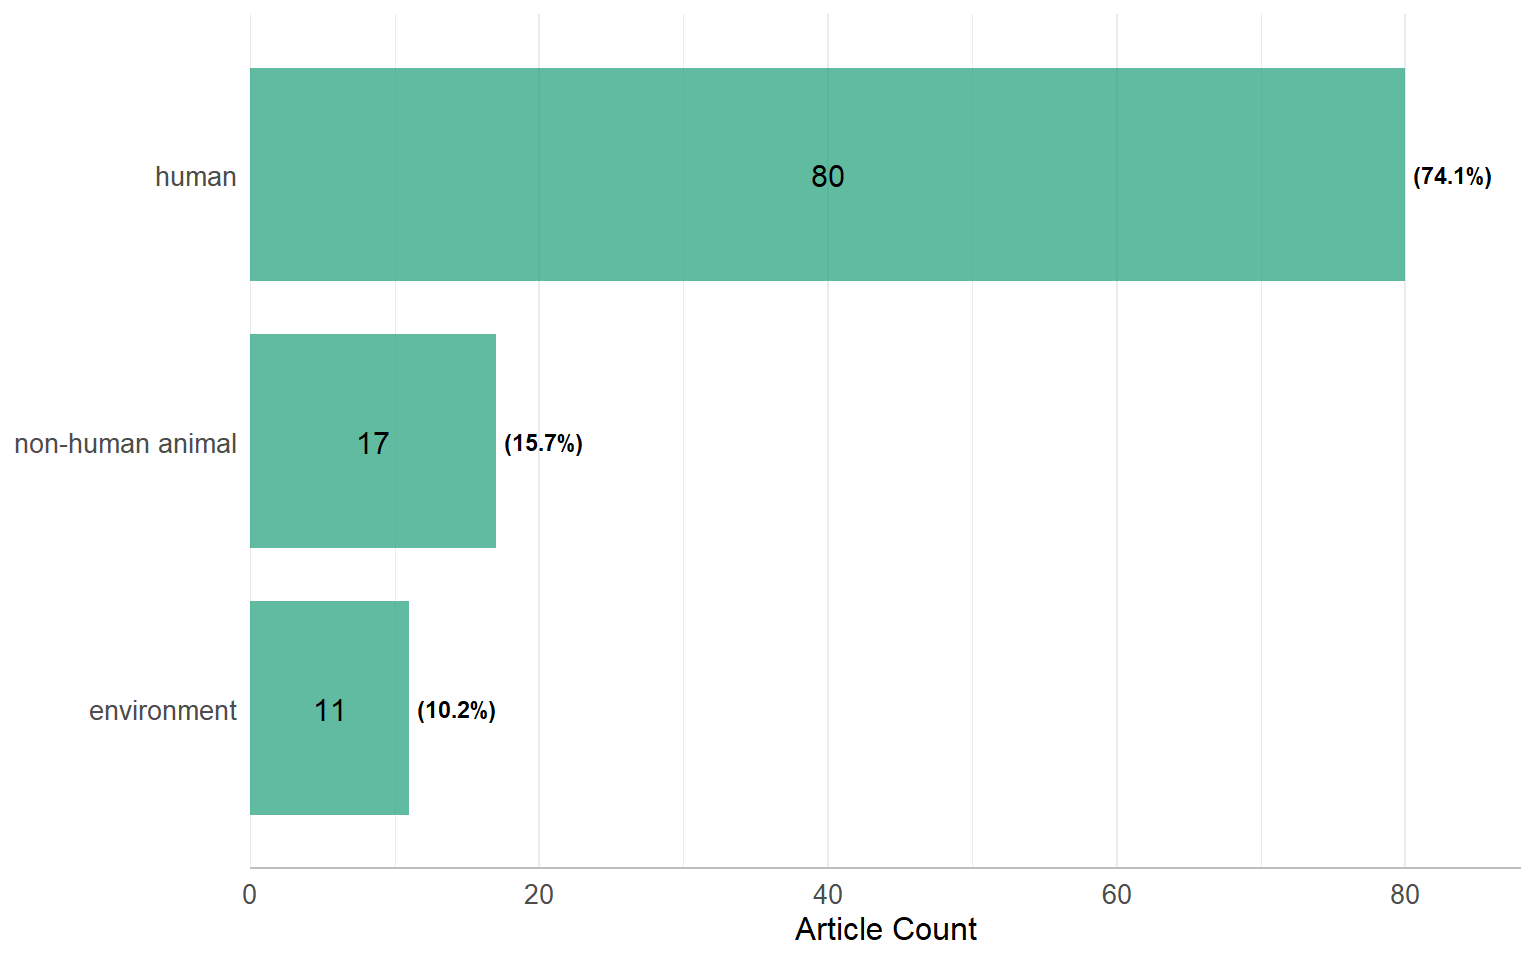 human
80
(74.1%)
non-human animal
17
(15.7%)
environment
11
(10.2%)
0 20 40 60 80
Article Count